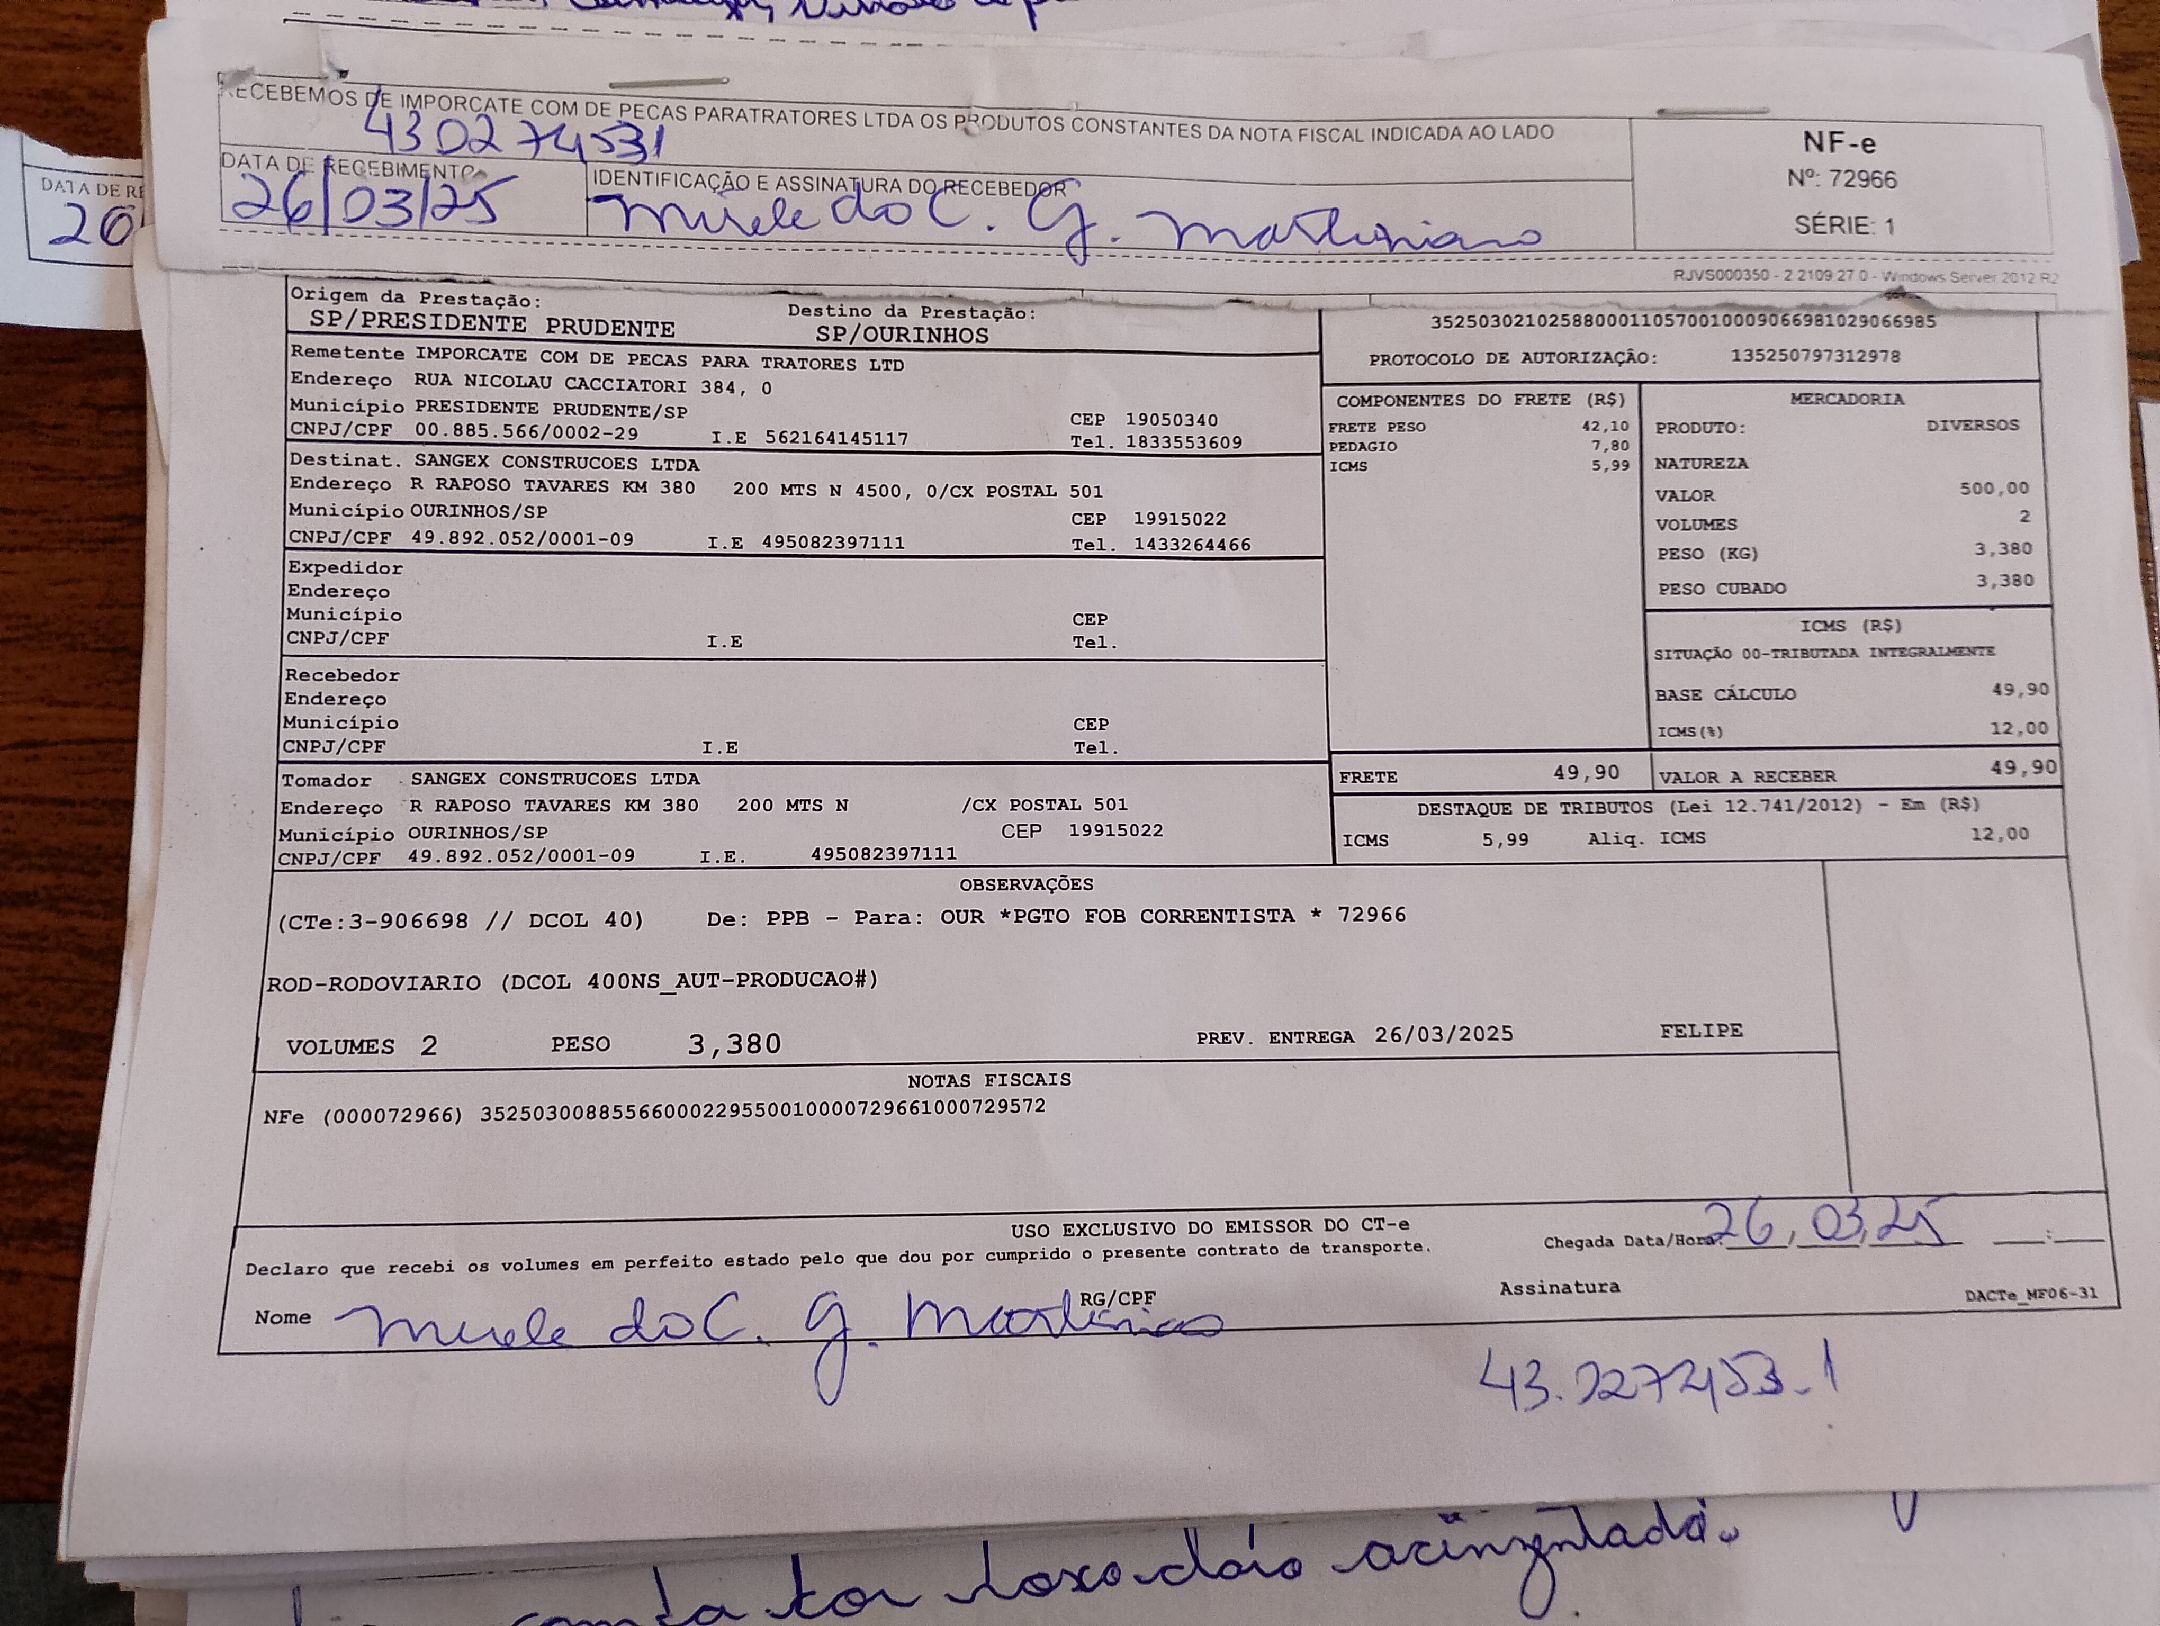 RECEBEMOS DE IMPORCATE COM DE PECAS PARATRATORES LTDA OS PRODUTOS CONSTANTES DA NOTA FISCAL INDICADA AO LADO
430274531
DATA DE RECEBIMENTO
26/03/25
IDENTIFICAÇÃO E ASSINATURA DO RECEBEDOR
do C. G. Martiniano
NF-e
Nº: 72966
SÉRIE: 1
DATA DE RE
20
RJVS000350 - 2.2109.27.0 - Windows Server 2012 R2
Origem da Prestação: Destino da Prestação:
SP/PRESIDENTE PRUDENTE SP/OURINHOS
Remetente IMPORCATE COM DE PECAS PARA TRATORES LTD
Endereço RUA NICOLAU CACCIATORI 384, 0
Município PRESIDENTE PRUDENTE/SP CEP 19050340
CNPJ/CPF 00.885.566/0002-29 I.E 562164145117 Tel. 1833553609
Destinat. SANGEX CONSTRUCOES LTDA
Endereço R RAPOSO TAVARES KM 380 200 MTS N 4500, 0/CX POSTAL 501
Município OURINHOS/SP CEP 19915022
CNPJ/CPF 49.892.052/0001-09 I.E 495082397111 Tel. 1433264466
Expedidor
Endereço
Município CEP
CNPJ/CPF I.E Tel.
Recebedor
Endereço
Município CEP
CNPJ/CPF I.E Tel.
Tomador SANGEX CONSTRUCOES LTDA
Endereço R RAPOSO TAVARES KM 380 200 MTS N /CX POSTAL 501
Município OURINHOS/SP CEP 19915022
CNPJ/CPF 49.892.052/0001-09 I.E. 495082397111
35250302102588000110570010009066981029066985
PROTOCOLO DE AUTORIZAÇÃO: 135250797312978
COMPONENTES DO FRETE (R$)
FRETE PESO 42,10
PEDAGIO 7,80
ICMS 5,99
MERCADORIA
PRODUTO: DIVERSOS
NATUREZA
VALOR 500,00
VOLUMES 2
PESO (KG) 3,380
PESO CUBADO 3,380
ICMS (R$)
SITUAÇÃO 00-TRIBUTADA INTEGRALMENTE
BASE CÁLCULO 49,90
ICMS(%) 12,00
FRETE 49,90 VALOR A RECEBER 49,90
DESTAQUE DE TRIBUTOS (Lei 12.741/2012) - Em (R$)
ICMS 5,99 Aliq. ICMS 12,00
OBSERVAÇÕES
(CTe:3-906698 // DCOL 40) De: PPB - Para: OUR *PGTO FOB CORRENTISTA * 72966
ROD-RODOVIARIO (DCOL 400NS_AUT-PRODUCAO#)
VOLUMES 2 PESO 3,380 PREV. ENTREGA 26/03/2025 FELIPE
NOTAS FISCAIS
NFe (000072966) 35250300885566000229550010000729661000729572
USO EXCLUSIVO DO EMISSOR DO CT-e
Declaro que recebi os volumes em perfeito estado pelo que dou por cumprido o presente contrato de transporte.
Chegada Data/Hora: 26, 03, 25 :
Nome do C. G. Martiniano RG/CPF Assinatura
DACTe_MF06-31
43.027453.1